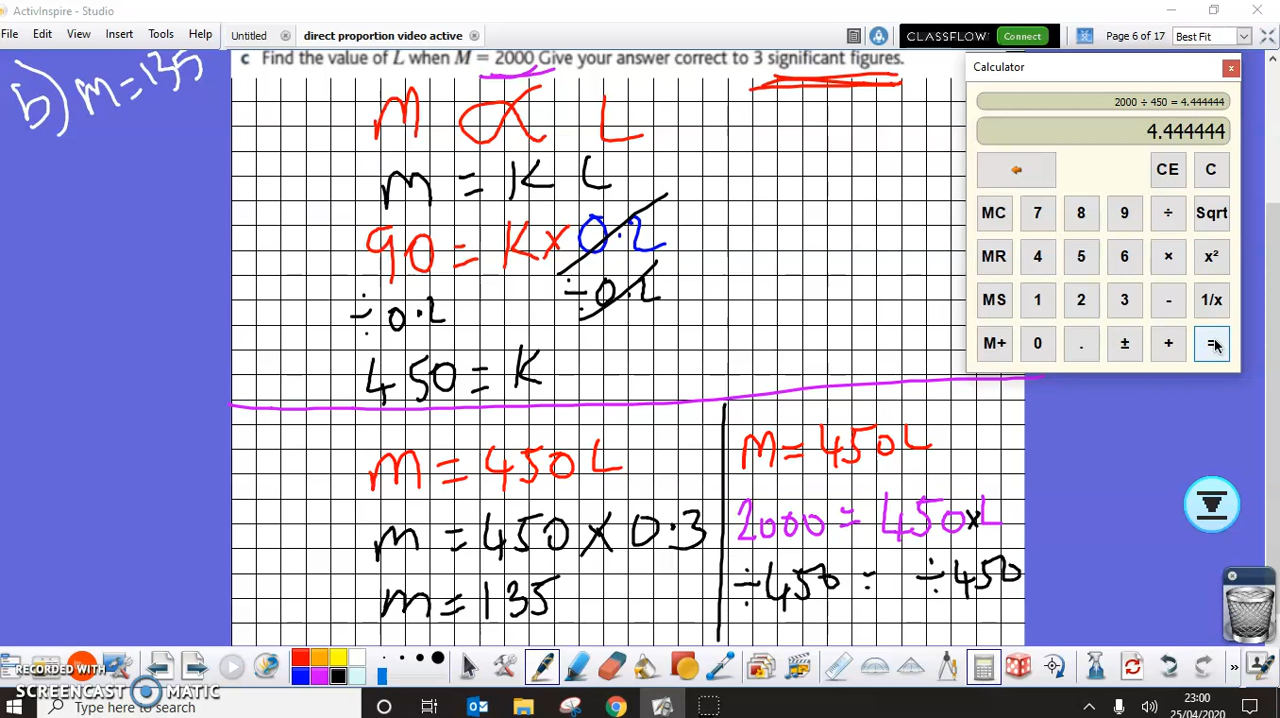 ActivInspire - Studio
File Edit View Insert Tools Help Untitled direct proportion video active CLASSFLOW Connect Page 6 of 17 Best Fit
b) m=135
c Find the value of L when M = 2000 Give your answer correct to 3 significant figures.
M ∝ L
m = K L
90 = K × 0.2
÷0.2 ÷0.2
450 = K
m = 450 L
m = 450 × 0.3
m = 135
M = 450 L
2000 = 450 x L
÷450 = ÷450
Calculator
2000 ÷ 450 = 4.444444
4.444444
CE C
MC 7 8 9 ÷ Sqrt
MR 4 5 6 × x²
MS 1 2 3 - 1/x
M+ 0 . ± + =
RECORDED WITH
SCREENCAST MATIC
Type here to search
23:00
25/04/2020